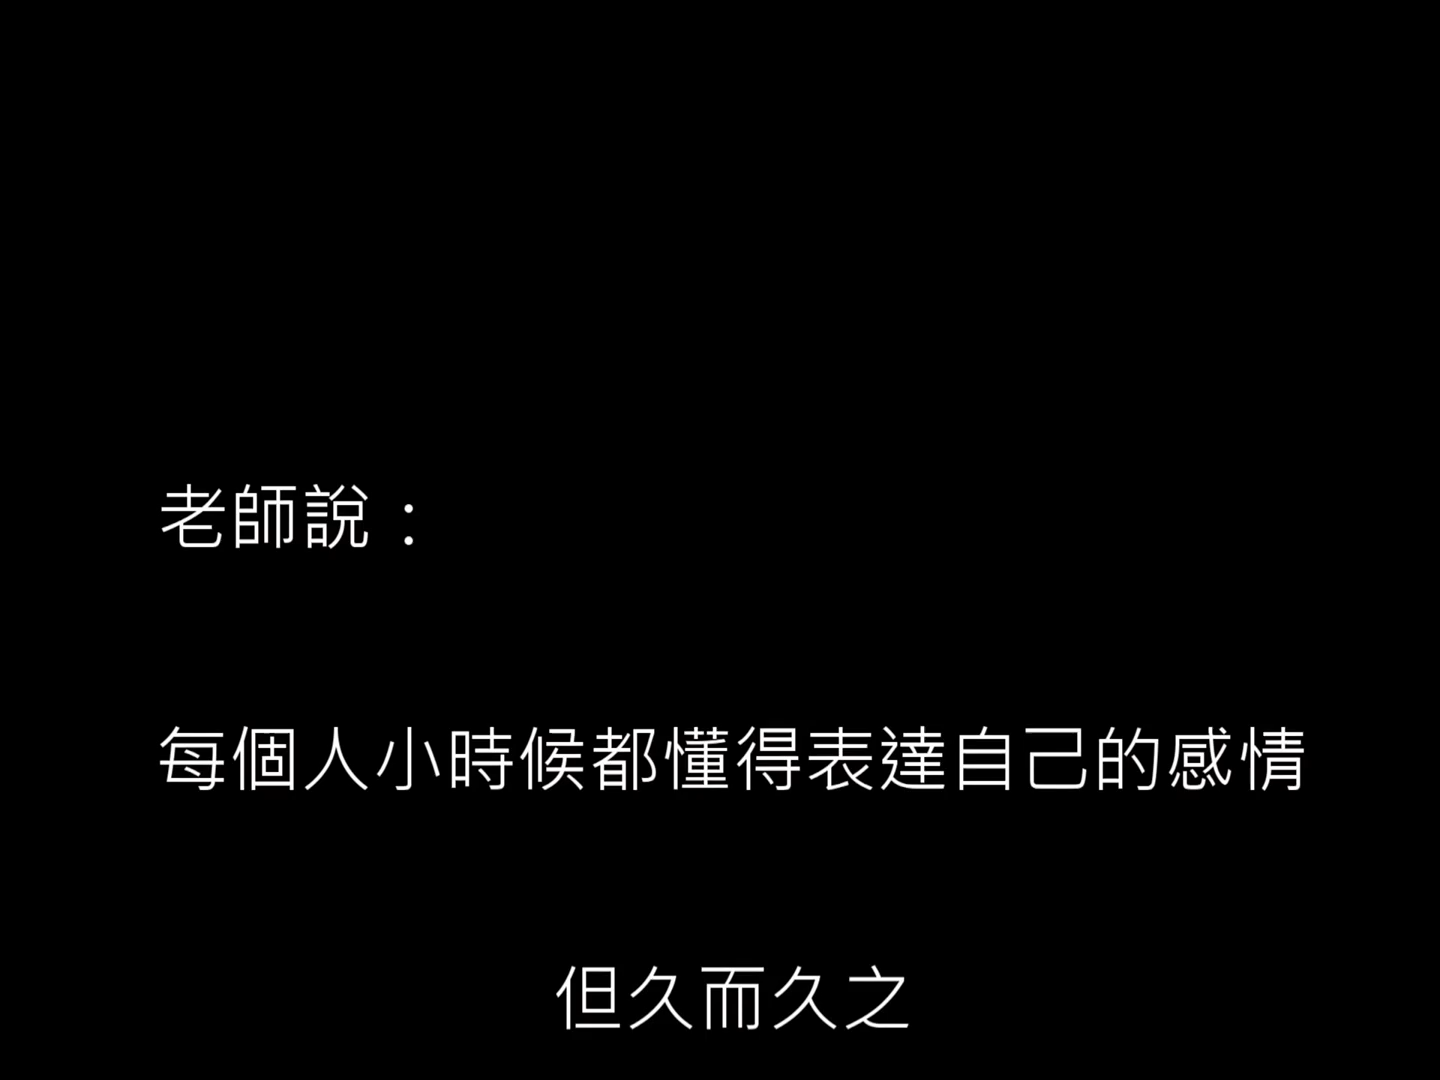 老師說：
每個人小時候都懂得表達自己的感情
但久而久之